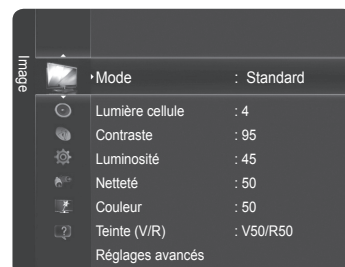 Image
Mode : Standard
Lumière cellule : 4
Contraste : 95
Luminosité : 45
Netteté : 50
Couleur : 50
Teinte (V/R) : V50/R50
Réglages avancés